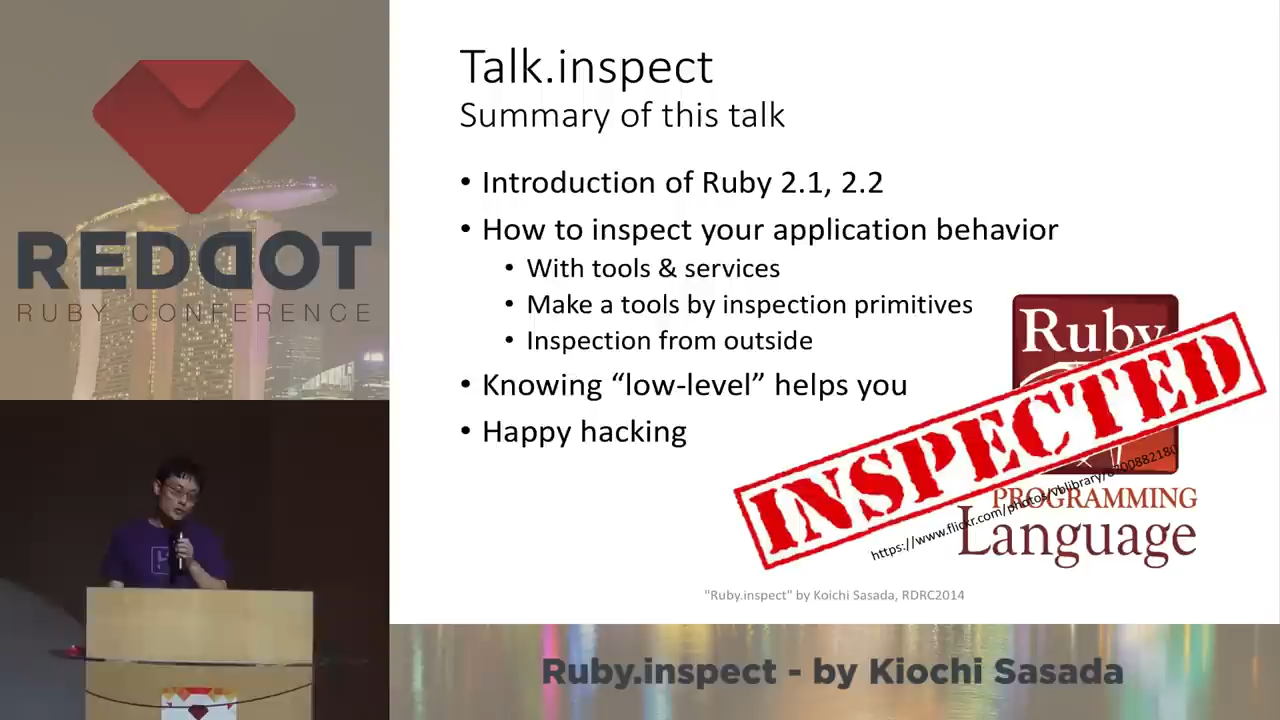 REDDOT
RUBY CONFERENCE
Talk.inspect
Summary of this talk
• Introduction of Ruby 2.1, 2.2
• How to inspect your application behavior
• With tools & services
• Make a tools by inspection primitives
• Inspection from outside
• Knowing “low-level” helps you
• Happy hacking
Ruby
INSPECTED
PROGRAMMING
Language
https://www.flickr.com/photos/vblibrary/6100882180
"Ruby.inspect" by Koichi Sasada, RDRC2014
Ruby.inspect - by Kiochi Sasada